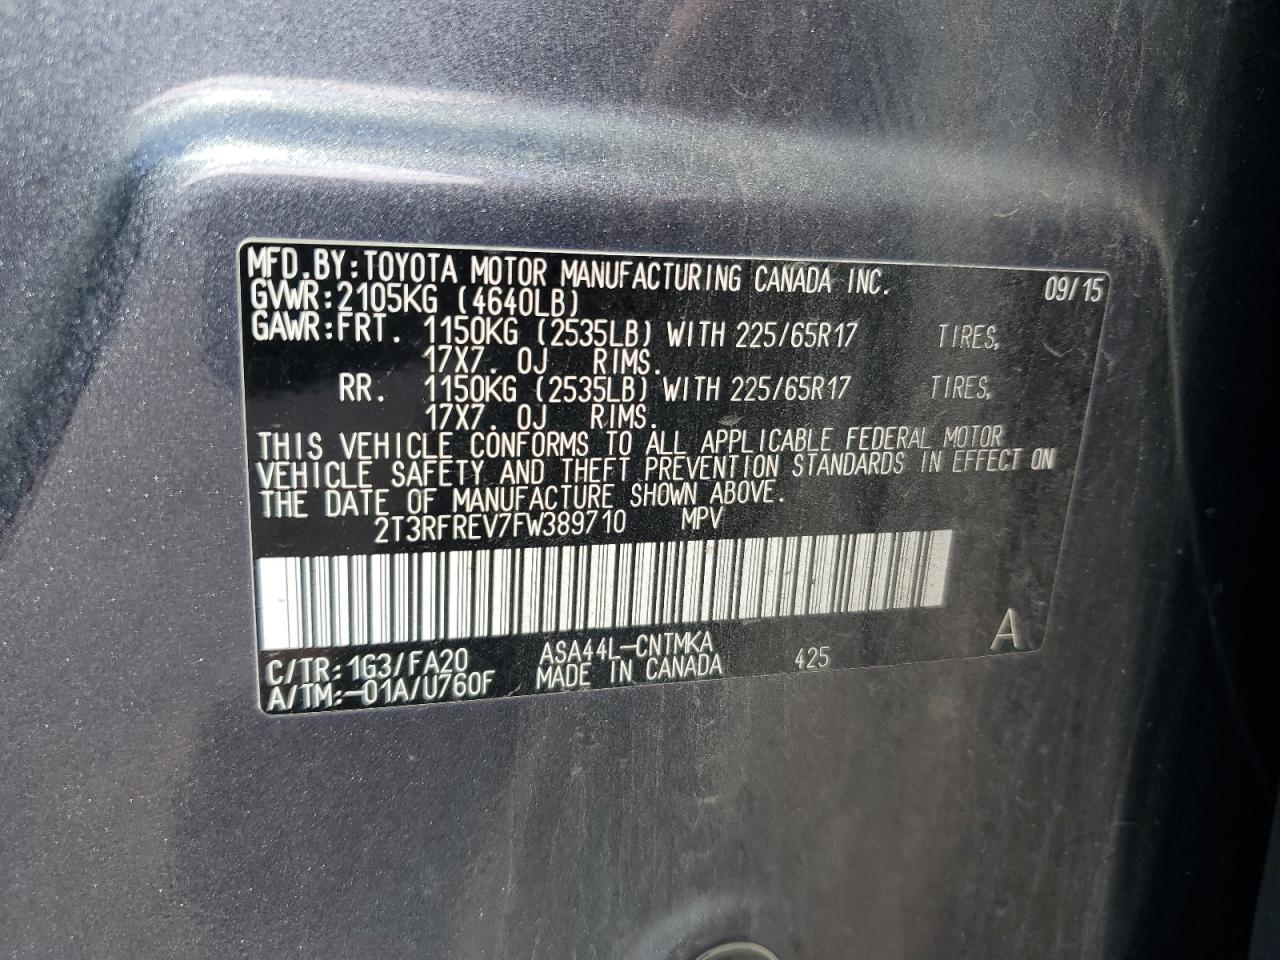 MFD.BY:TOYOTA MOTOR MANUFACTURING CANADA INC. 09/15
GVWR:2105KG (4640LB)
GAWR:FRT. 1150KG (2535LB) WITH 225/65R17 TIRES,
17X7.0J RIMS.
RR. 1150KG (2535LB) WITH 225/65R17 TIRES,
17X7.0J RIMS.
THIS VEHICLE CONFORMS TO ALL APPLICABLE FEDERAL MOTOR
VEHICLE SAFETY AND THEFT PREVENTION STANDARDS IN EFFECT ON
THE DATE OF MANUFACTURE SHOWN ABOVE.
2T3RFREV7FW389710 MPV
A
C/TR:1G3/FA20 ASA44L-CNTMKA 425
A/TM:-01A/U760F MADE IN CANADA